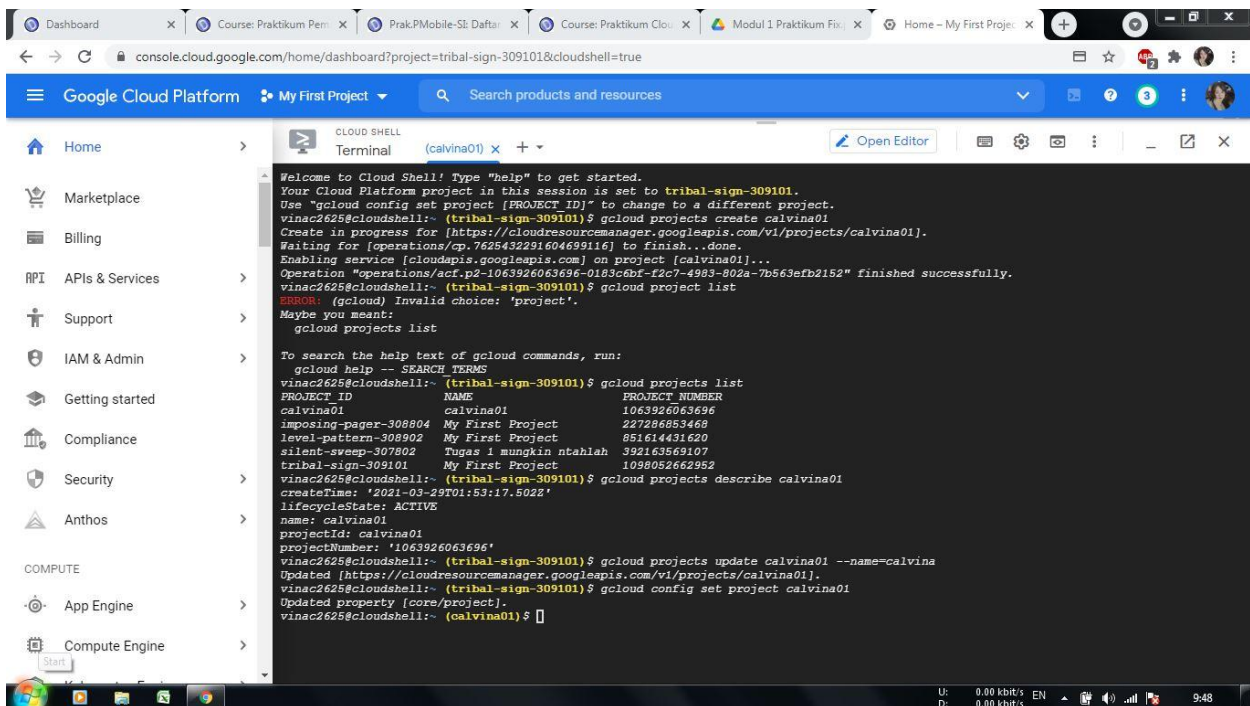 Dashboard
Course: Praktikum Pem
Prak.PMobile-SI: Daftar
Course: Praktikum Clou
Modul 1 Praktikum Fix.
Home – My First Projec
console.cloud.google.com/home/dashboard?project=tribal-sign-309101&cloudshell=true
ABP
2
Google Cloud Platform
My First Project
Search products and resources
3
Home
Marketplace
Billing
API APIs & Services
Support
IAM & Admin
Getting started
Compliance
Security
Anthos
COMPUTE
App Engine
Compute Engine
Start
CLOUD SHELL
Terminal
(calvina01)
Open Editor
Welcome to Cloud Shell! Type "help" to get started.
Your Cloud Platform project in this session is set to tribal-sign-309101.
Use "gcloud config set project [PROJECT_ID]" to change to a different project.
vinac2625@cloudshell:~ (tribal-sign-309101)$ gcloud projects create calvina01
Create in progress for [https://cloudresourcemanager.googleapis.com/v1/projects/calvina01].
Waiting for [operations/cp.7625432291604699116] to finish...done.
Enabling service [cloudapis.googleapis.com] on project [calvina01]...
Operation "operations/acf.p2-1063926063696-0183c6bf-f2c7-4983-802a-7b563efb2152" finished successfully.
vinac2625@cloudshell:~ (tribal-sign-309101)$ gcloud project list
ERROR: (gcloud) Invalid choice: 'project'.
Maybe you meant:
gcloud projects list
To search the help text of gcloud commands, run:
gcloud help -- SEARCH_TERMS
vinac2625@cloudshell:~ (tribal-sign-309101)$ gcloud projects list
PROJECT_ID NAME PROJECT_NUMBER
calvina01 calvina01 1063926063696
imposing-pager-308804 My First Project 227286853468
level-pattern-308902 My First Project 851614431620
silent-sweep-307802 Tugas 1 mungkin ntahlah 392163569107
tribal-sign-309101 My First Project 1098052662952
vinac2625@cloudshell:~ (tribal-sign-309101)$ gcloud projects describe calvina01
createTime: '2021-03-29T01:53:17.502Z'
lifecycleState: ACTIVE
name: calvina01
projectId: calvina01
projectNumber: '1063926063696'
vinac2625@cloudshell:~ (tribal-sign-309101)$ gcloud projects update calvina01 --name=calvina
Updated [https://cloudresourcemanager.googleapis.com/v1/projects/calvina01].
vinac2625@cloudshell:~ (tribal-sign-309101)$ gcloud config set project calvina01
Updated property [core/project].
vinac2625@cloudshell:~ (calvina01)$
U: 0.00 kbit/s
D: 0.00 kbit/s
EN
9:48